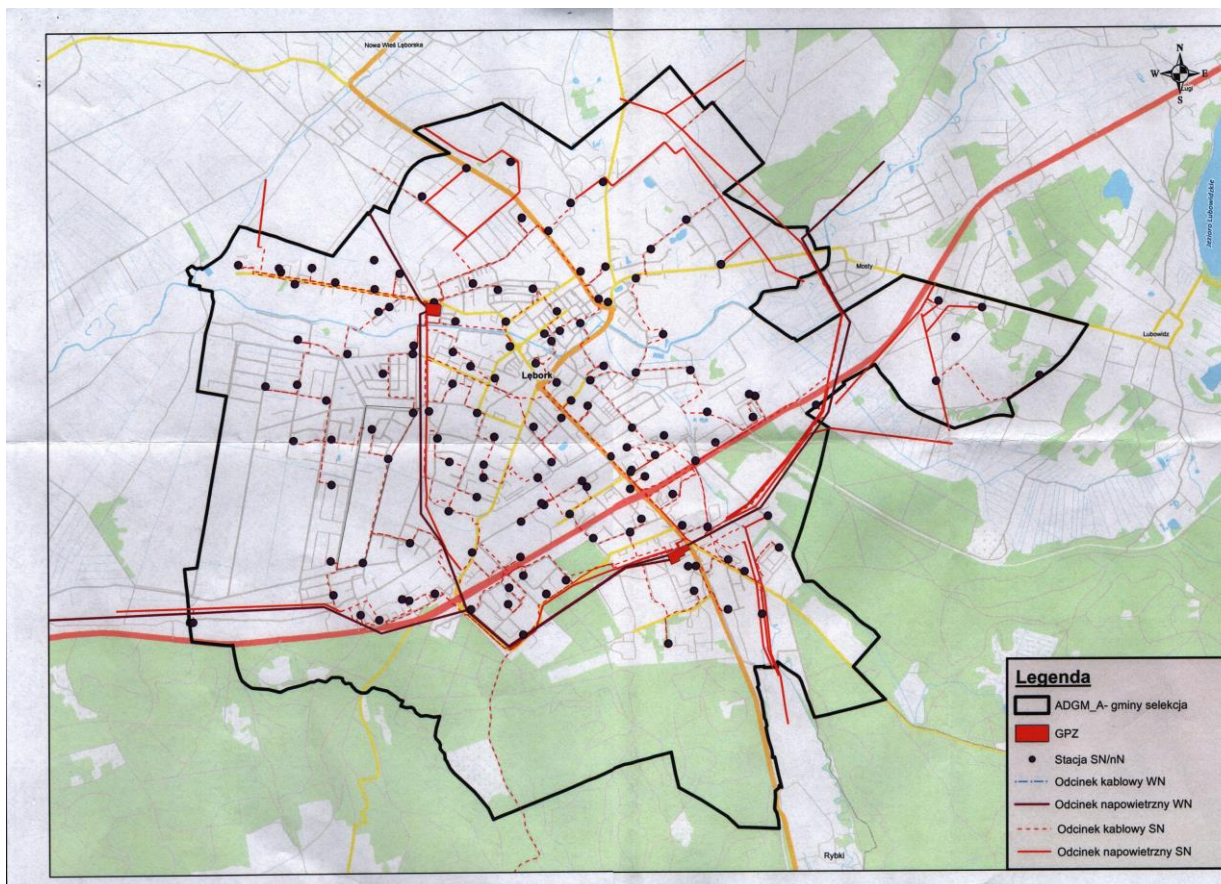 Nowa Wieś Lęborska
N
W E
S
Ługi
Jezioro Lubowidzkie
Mosty
Lubowidz
Lębork
Legenda
ADGM_A- gminy selekcja
GPZ
Stacja SN/nN
Odcinek kablowy WN
Odcinek napowietrzny WN
Odcinek kablowy SN
Odcinek napowietrzny SN
Rybki